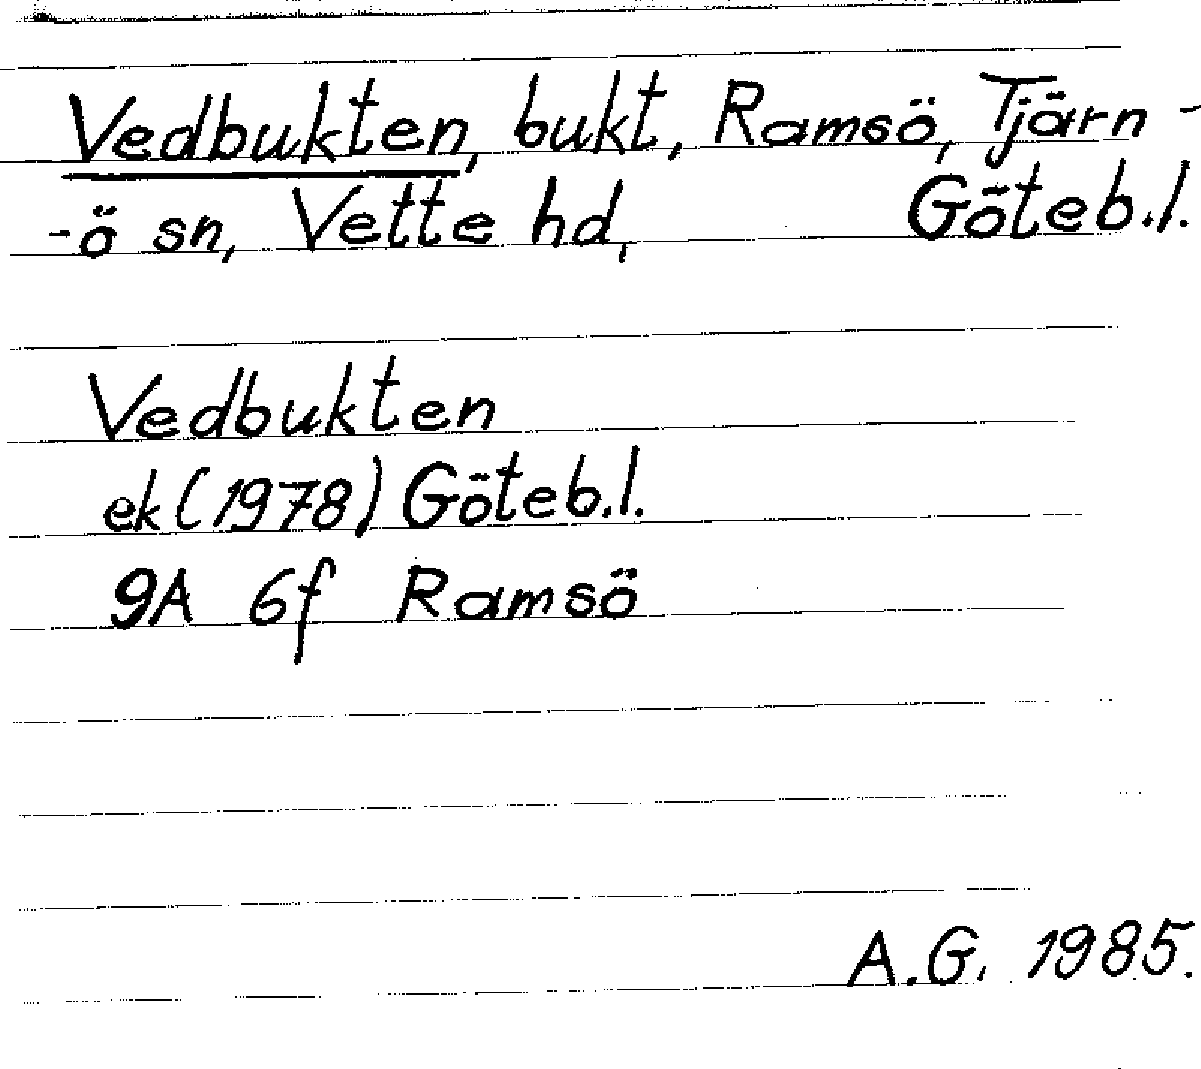 Vedbukten, bukt, Ramsö, Tjärn-
-ö sn, Vette hd, Göteb.l.
Vedbukten
ek (1978) Göteb.l.
9A 6f Ramsö
A.G. 1985.